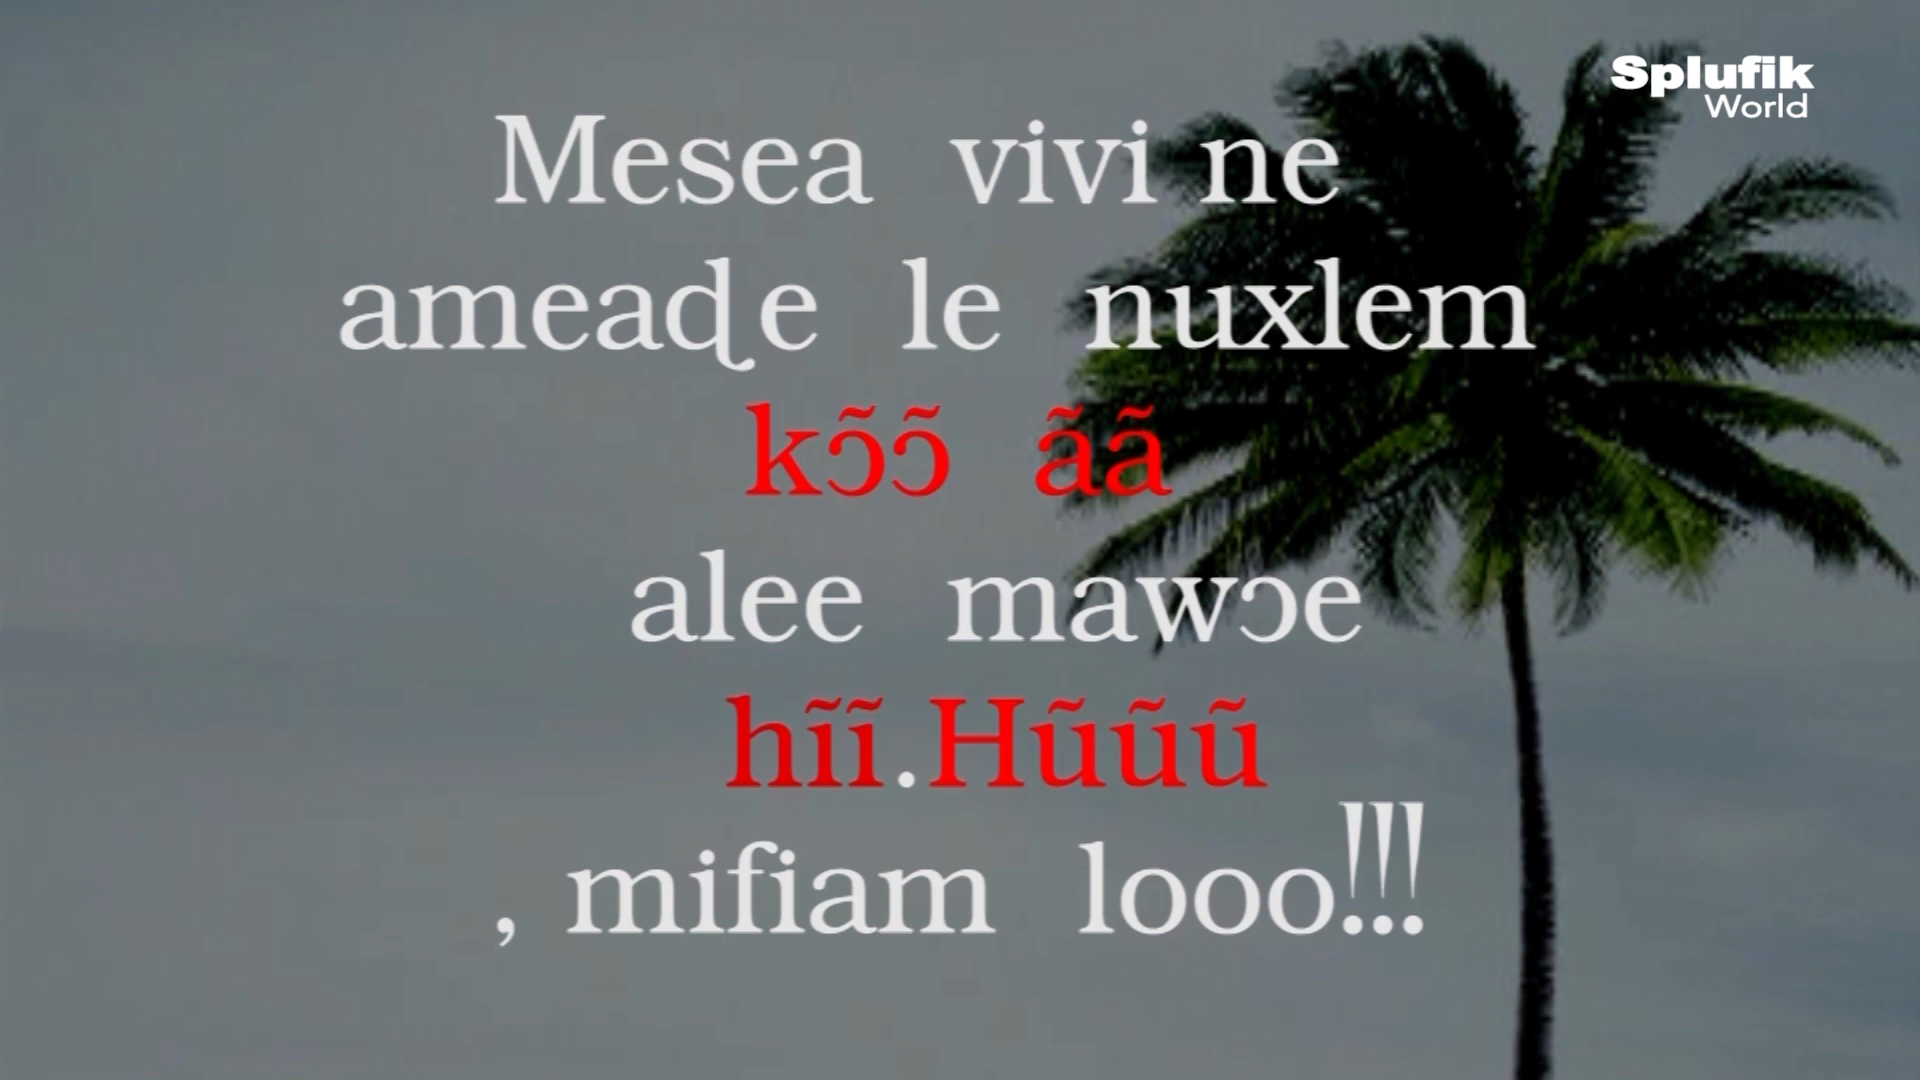 Splufik
World
Mesea vivi ne
ameaɖe le nuxlem
kɔ̃ɔ̃ ãã
alee mawɔe
hĩĩ.Hũũũ
, mifiam looo!!!